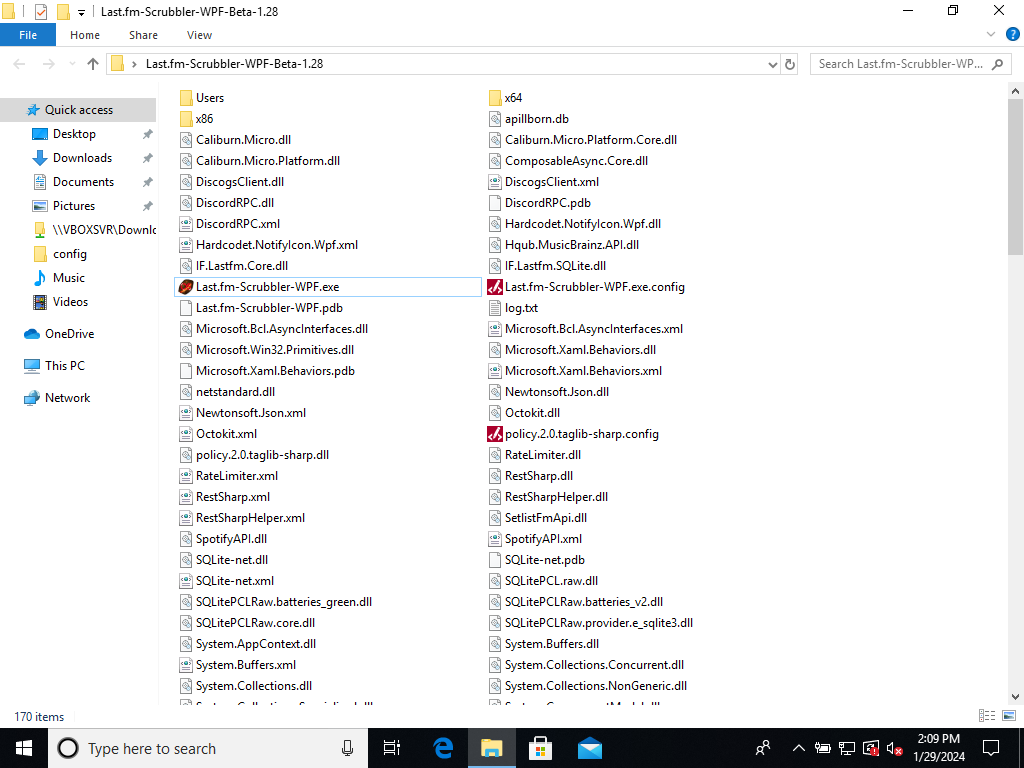 Last.fm-Scrubbler-WPF-Beta-1.28
File Home Share View
Last.fm-Scrubbler-WPF-Beta-1.28
Search Last.fm-Scrubbler-WP...
Quick access
Desktop
Downloads
Documents
Pictures
\\VBOXSVR\Downlo
config
Music
Videos
OneDrive
This PC
Network
Users x64
x86 apillborn.db
Caliburn.Micro.dll Caliburn.Micro.Platform.Core.dll
Caliburn.Micro.Platform.dll ComposableAsync.Core.dll
DiscogsClient.dll DiscogsClient.xml
DiscordRPC.dll DiscordRPC.pdb
DiscordRPC.xml Hardcodet.NotifyIcon.Wpf.dll
Hardcodet.NotifyIcon.Wpf.xml Hqub.MusicBrainz.API.dll
IF.Lastfm.Core.dll IF.Lastfm.SQLite.dll
Last.fm-Scrubbler-WPF.exe Last.fm-Scrubbler-WPF.exe.config
Last.fm-Scrubbler-WPF.pdb log.txt
Microsoft.Bcl.AsyncInterfaces.dll Microsoft.Bcl.AsyncInterfaces.xml
Microsoft.Win32.Primitives.dll Microsoft.Xaml.Behaviors.dll
Microsoft.Xaml.Behaviors.pdb Microsoft.Xaml.Behaviors.xml
netstandard.dll Newtonsoft.Json.dll
Newtonsoft.Json.xml Octokit.dll
Octokit.xml policy.2.0.taglib-sharp.config
policy.2.0.taglib-sharp.dll RateLimiter.dll
RateLimiter.xml RestSharp.dll
RestSharp.xml RestSharpHelper.dll
RestSharpHelper.xml SetlistFmApi.dll
SpotifyAPI.dll SpotifyAPI.xml
SQLite-net.dll SQLite-net.pdb
SQLite-net.xml SQLitePCL.raw.dll
SQLitePCLRaw.batteries_green.dll SQLitePCLRaw.batteries_v2.dll
SQLitePCLRaw.core.dll SQLitePCLRaw.provider.e_sqlite3.dll
System.AppContext.dll System.Buffers.dll
System.Buffers.xml System.Collections.Concurrent.dll
System.Collections.dll System.Collections.NonGeneric.dll
170 items
Type here to search
2:09 PM
1/29/2024